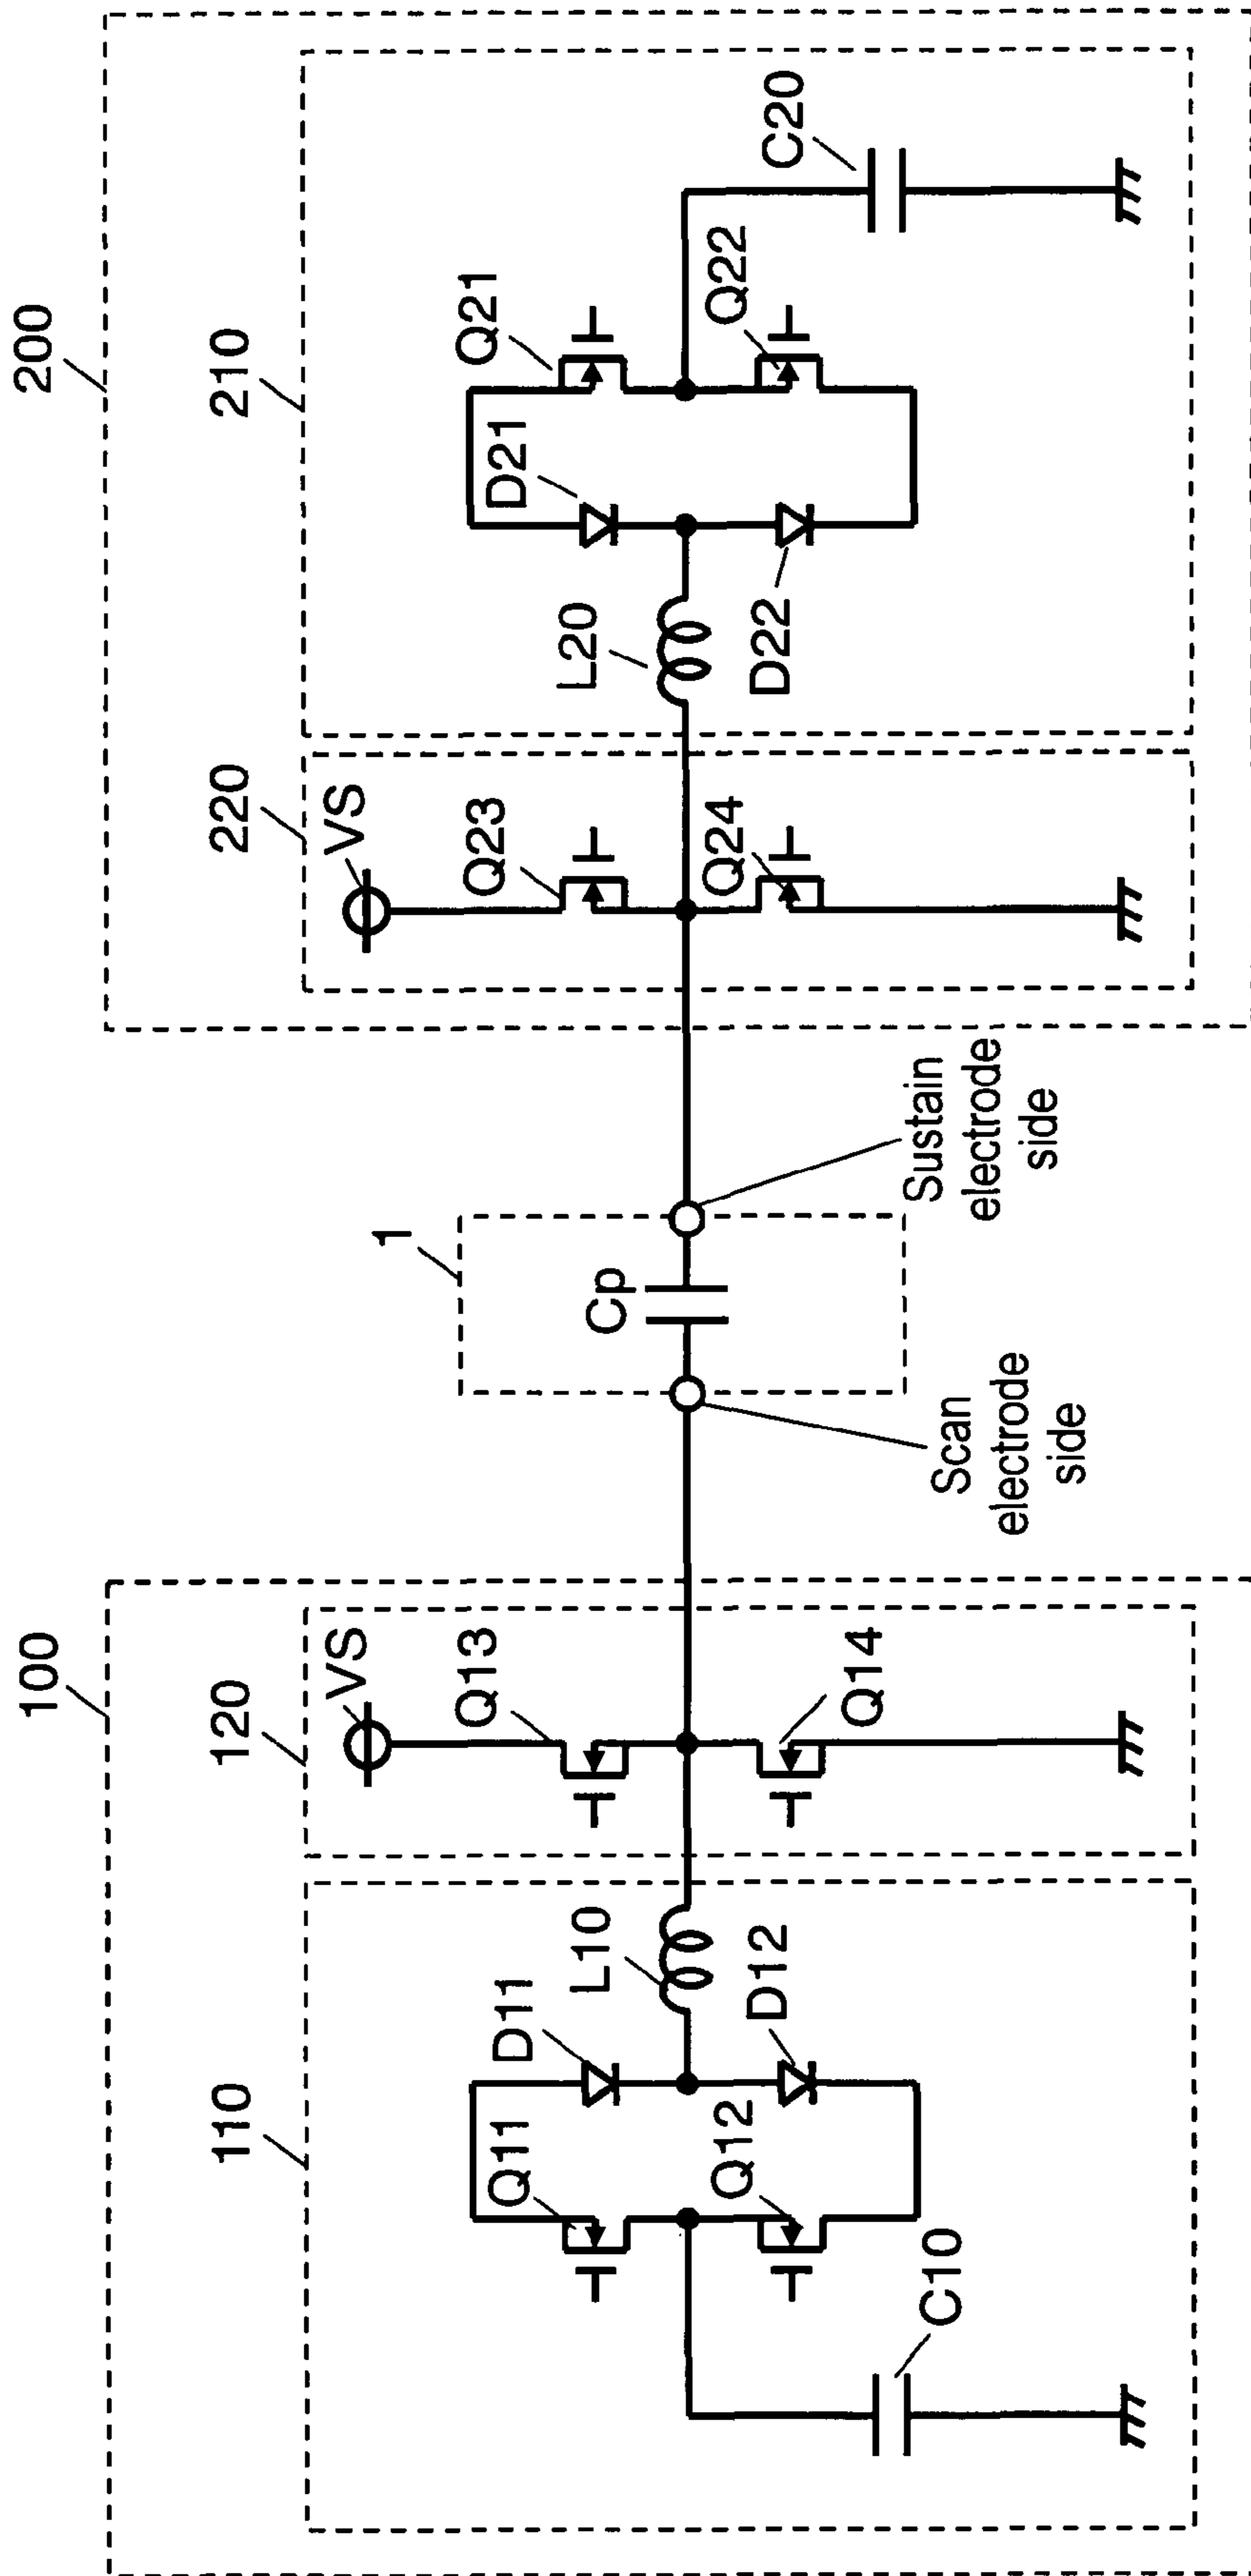 100
200
110
120
220
210
VS
VS
Q11
D11
Q13
Q23
D21
Q21
L10
Cp
L20
Q12
D12
Q14
1
Q24
D22
Q22
C10
C20
Scan
electrode
side
Sustain
electrode
side